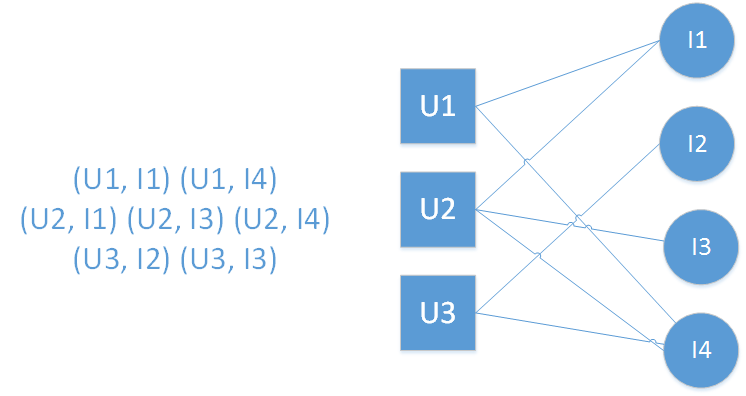 (U1, I1) (U1, I4)
(U2, I1) (U2, I3) (U2, I4)
(U3, I2) (U3, I3)
U1
U2
U3
I1
I2
I3
I4